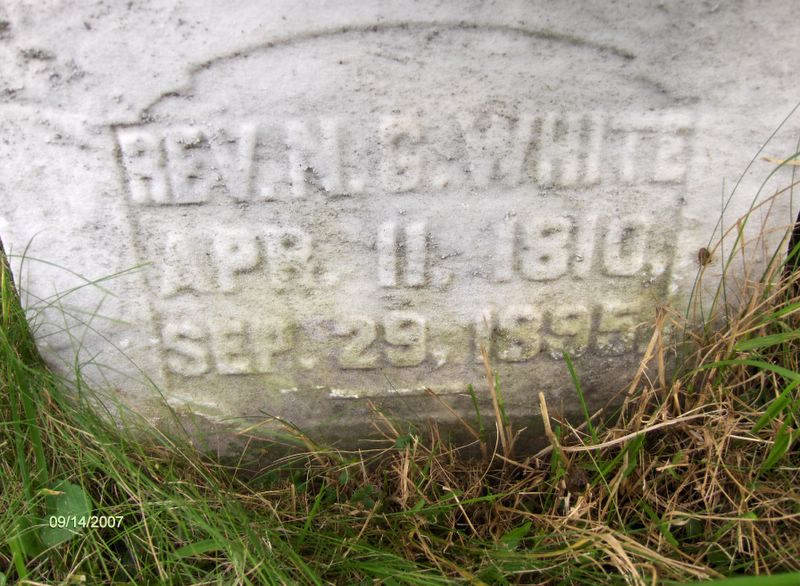 REV. N. G. WHITE
APR. 11, 1810.
SEP. 29, 1895.
09/14/2007